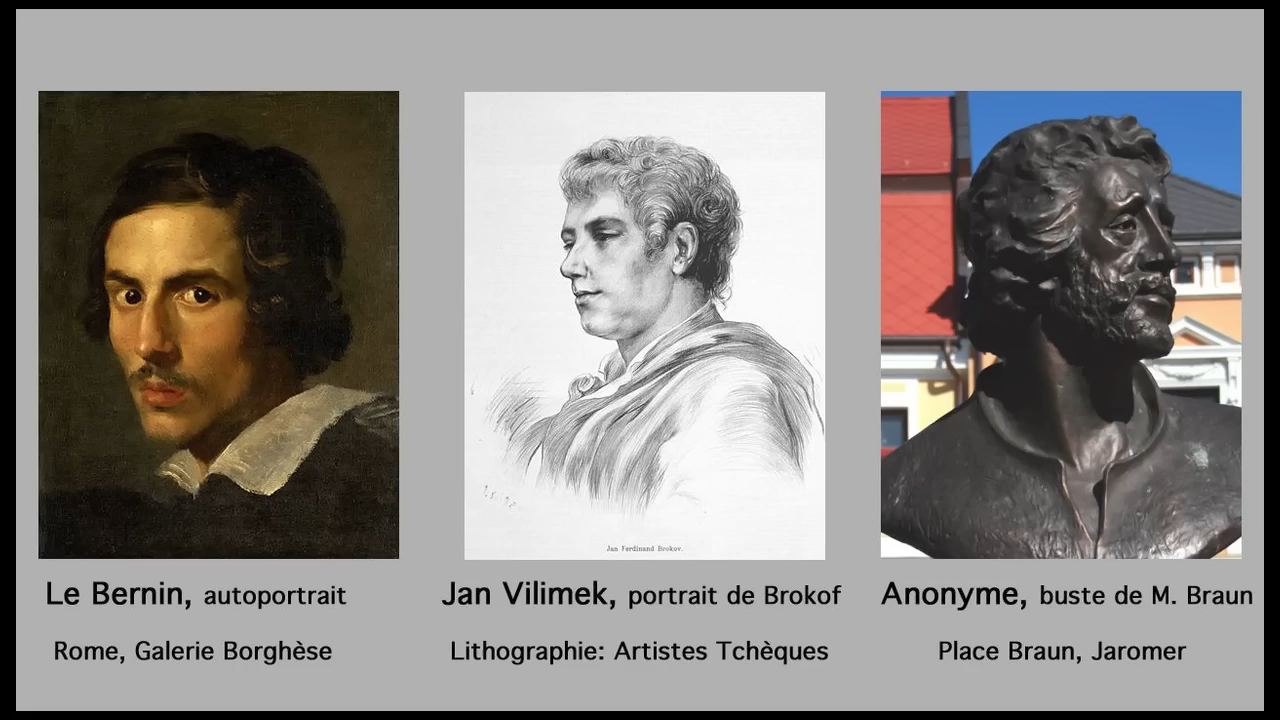 Jan Ferdinand Brokov.
Le Bernin, autoportrait
Rome, Galerie Borghèse
Jan Vilimek, portrait de Brokof
Lithographie: Artistes Tchèques
Anonyme, buste de M. Braun
Place Braun, Jaromer